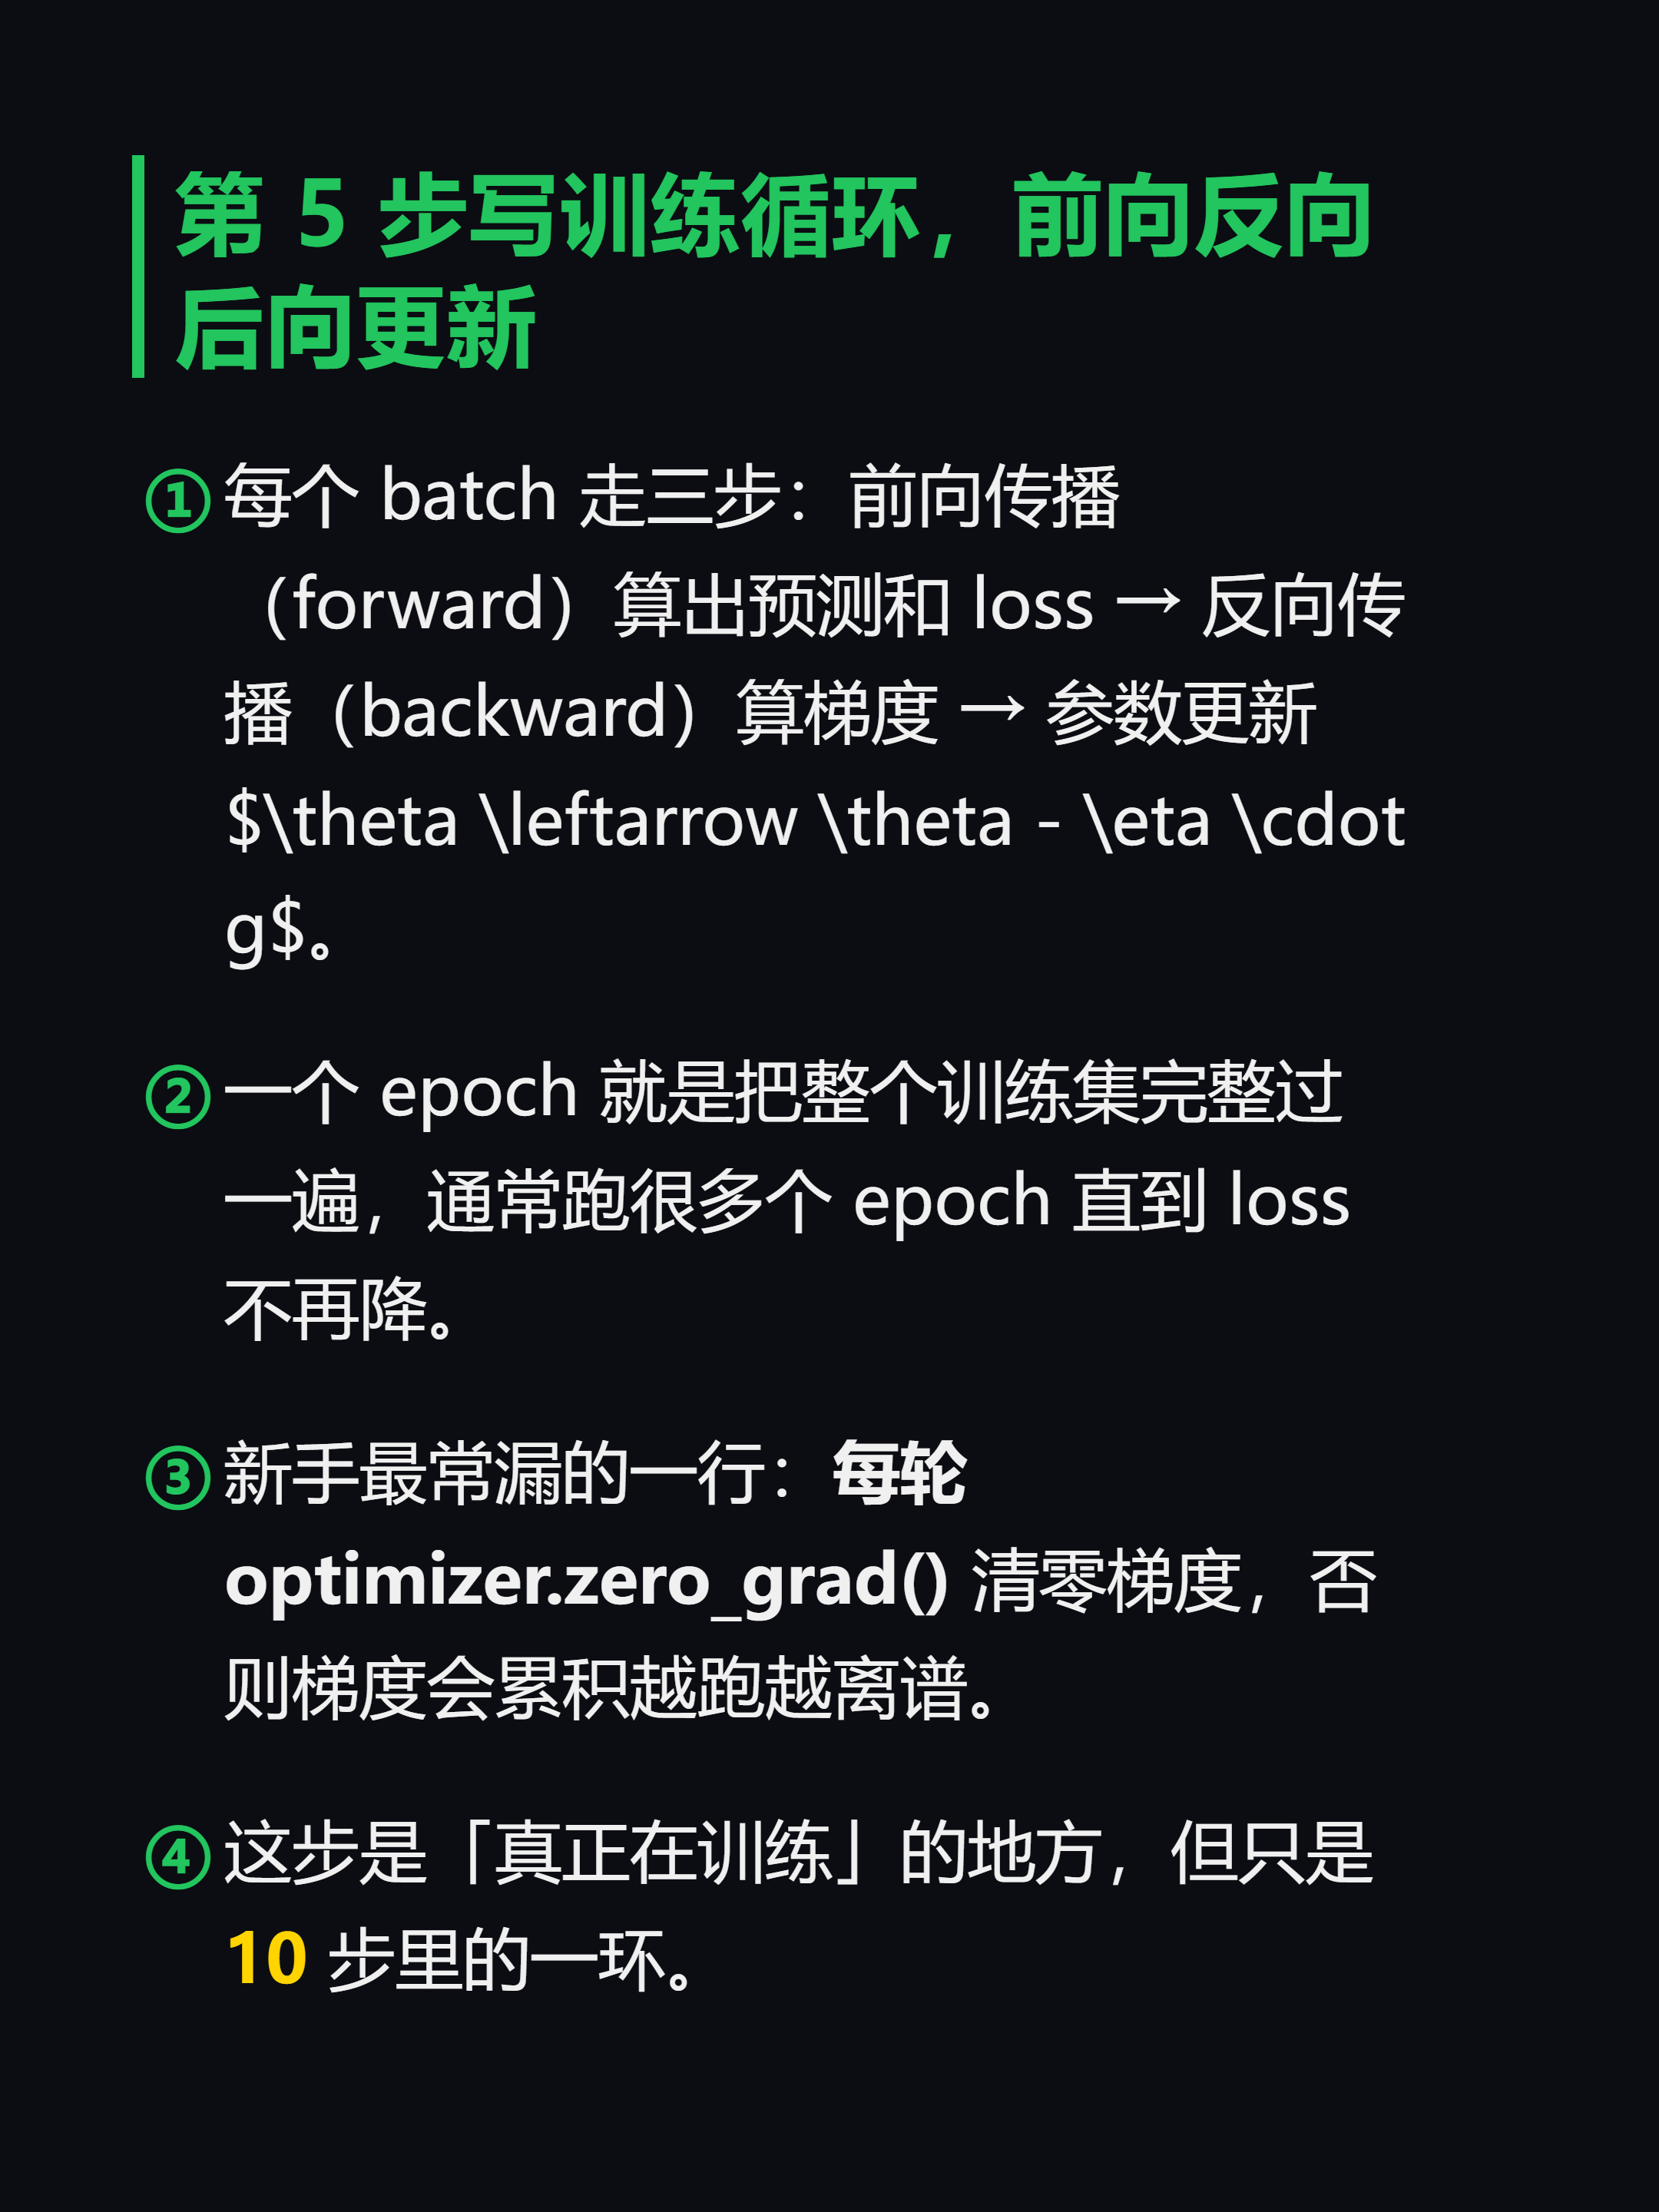 第 5 步写训练循环，前向反向
后向更新
① 每个 batch 走三步：前向传播
（forward）算出预测和 loss → 反向传
播（backward）算梯度 → 参数更新
$\theta \leftarrow \theta - \eta \cdot
g$。
② 一个 epoch 就是把整个训练集完整过
一遍，通常跑很多个 epoch 直到 loss
不再降。
③ 新手最常漏的一行：每轮
optimizer.zero_grad() 清零梯度，否
则梯度会累积越跑越离谱。
④ 这步是「真正在训练」的地方，但只是
10 步里的一环。